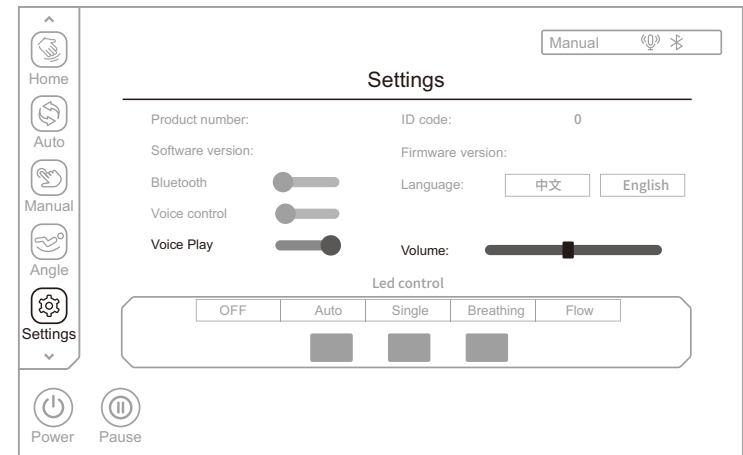 Manual
Home
Settings
Auto
Manual
Angle
Settings
Product number:
ID code:
0
Software version:
Firmware version:
Bluetooth
Language:
中文
English
Voice control
Voice Play
Volume:
Led control
OFF
Auto
Single
Breathing
Flow
Power
Pause